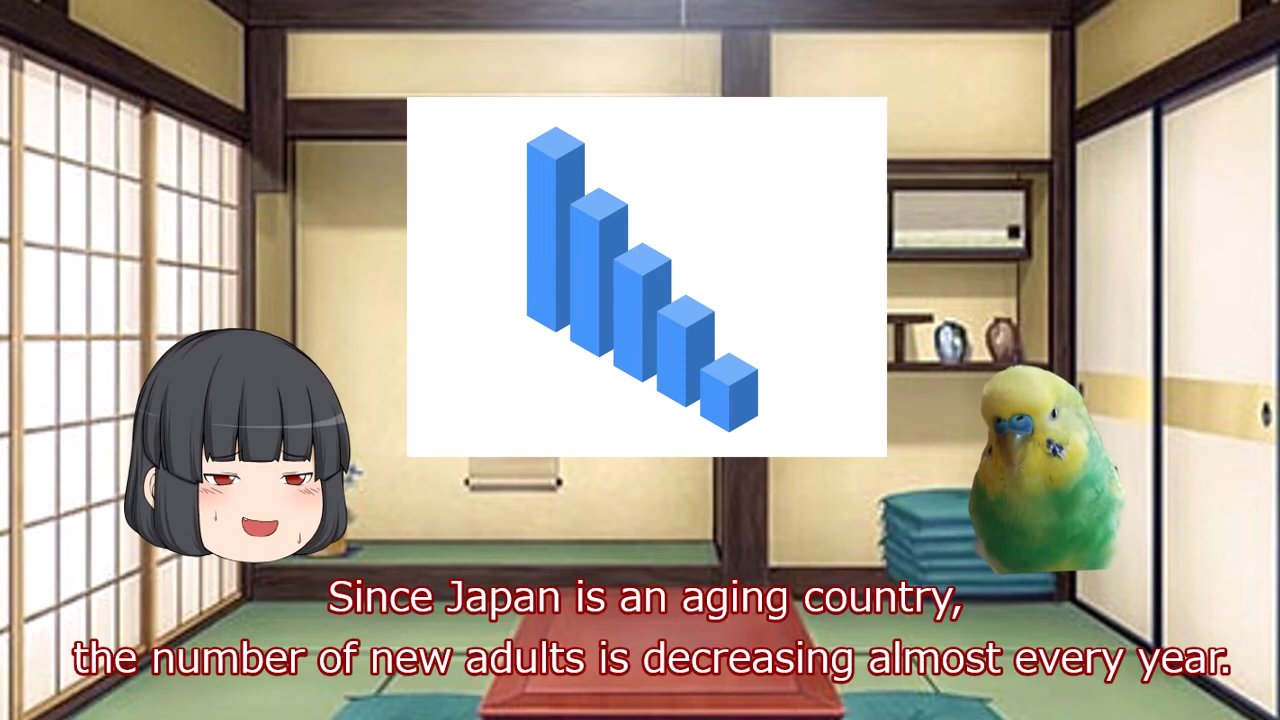 Since Japan is an aging country,
the number of new adults is decreasing almost every year.